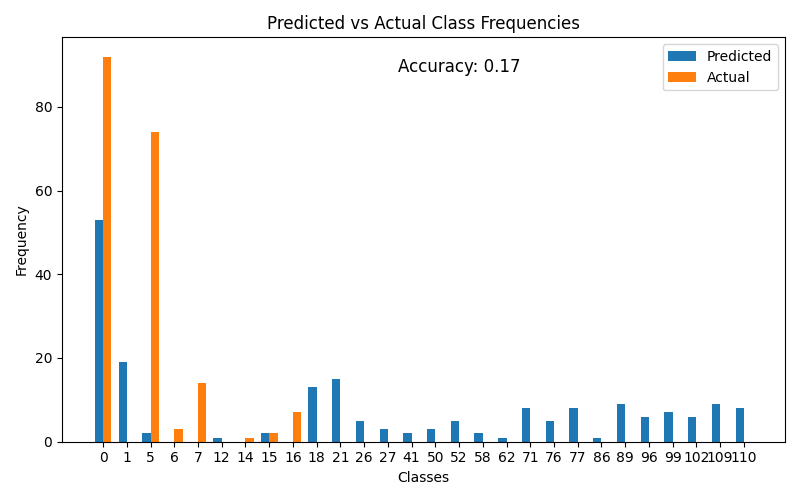 Predicted vs Actual Class Frequencies
Accuracy: 0.17
Predicted
Actual
Frequency
80
60
40
20
0
0 1 5 6 7 12 14 15 16 18 21 26 27 41 50 52 58 62 71 76 77 86 89 96 99 102 109 110
Classes